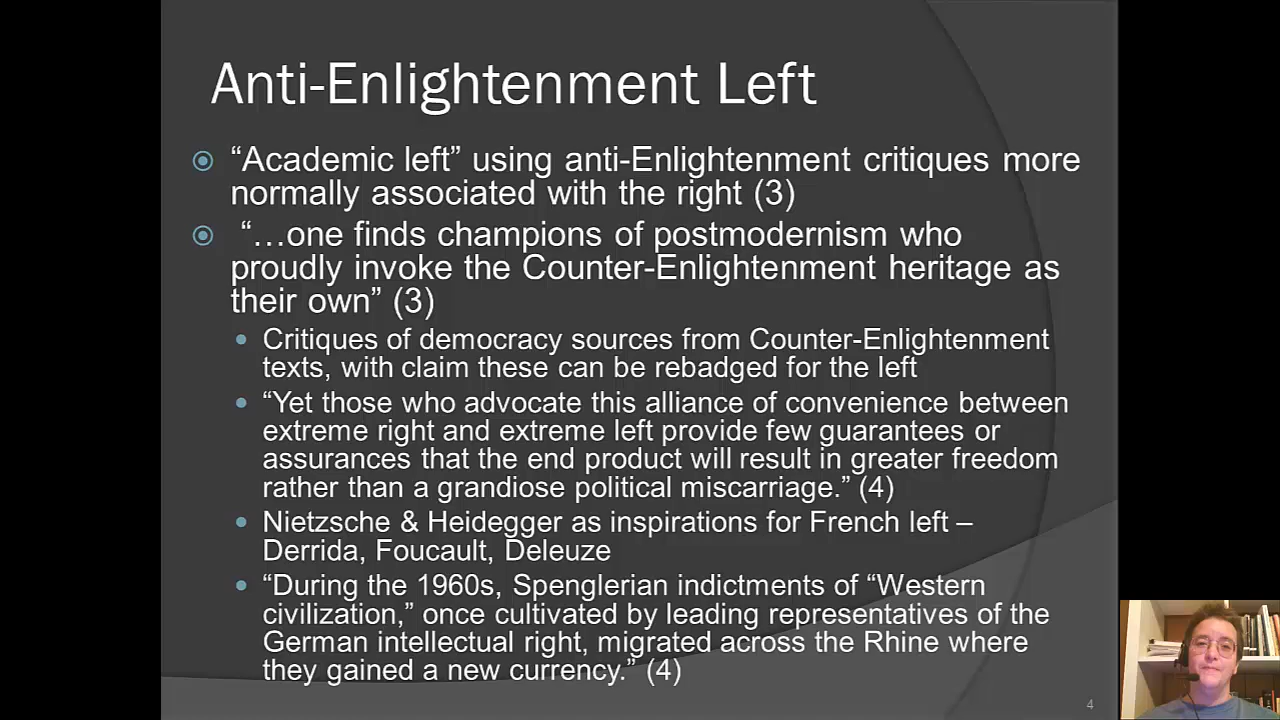 Anti-Enlightenment Left
“Academic left” using anti-Enlightenment critiques more
normally associated with the right (3)
“…one finds champions of postmodernism who
proudly invoke the Counter-Enlightenment heritage as
their own” (3)
Critiques of democracy sources from Counter-Enlightenment
texts, with claim these can be rebadged for the left
“Yet those who advocate this alliance of convenience between
extreme right and extreme left provide few guarantees or
assurances that the end product will result in greater freedom
rather than a grandiose political miscarriage.” (4)
Nietzsche & Heidegger as inspirations for French left –
Derrida, Foucault, Deleuze
“During the 1960s, Spenglerian indictments of “Western
civilization,” once cultivated by leading representatives of the
German intellectual right, migrated across the Rhine where
they gained a new currency.” (4)
4